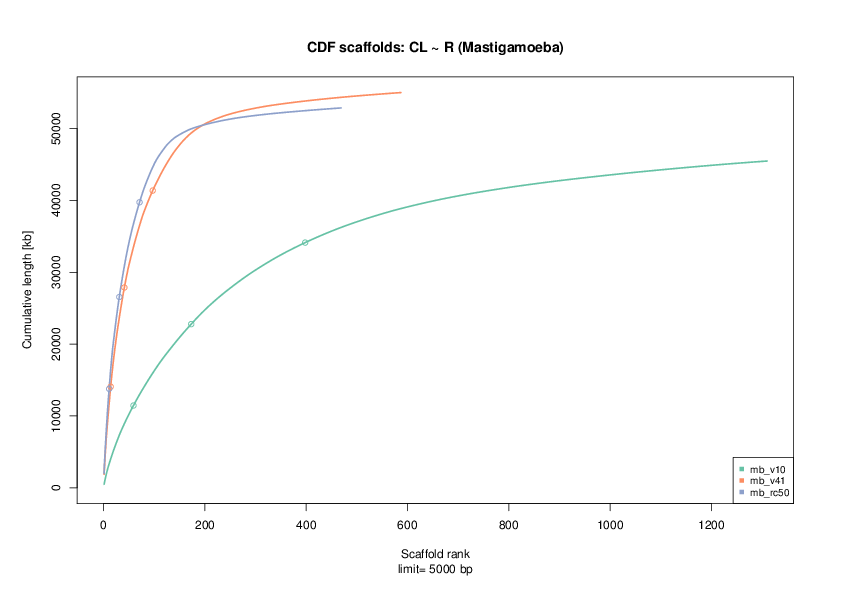 CDF scaffolds: CL ~ R (Mastigamoeba)
Cumulative length [kb]
50000
40000
30000
20000
10000
0
mb_v10
mb_v41
mb_rc50
0 200 400 600 800 1000 1200
Scaffold rank
limit= 5000 bp